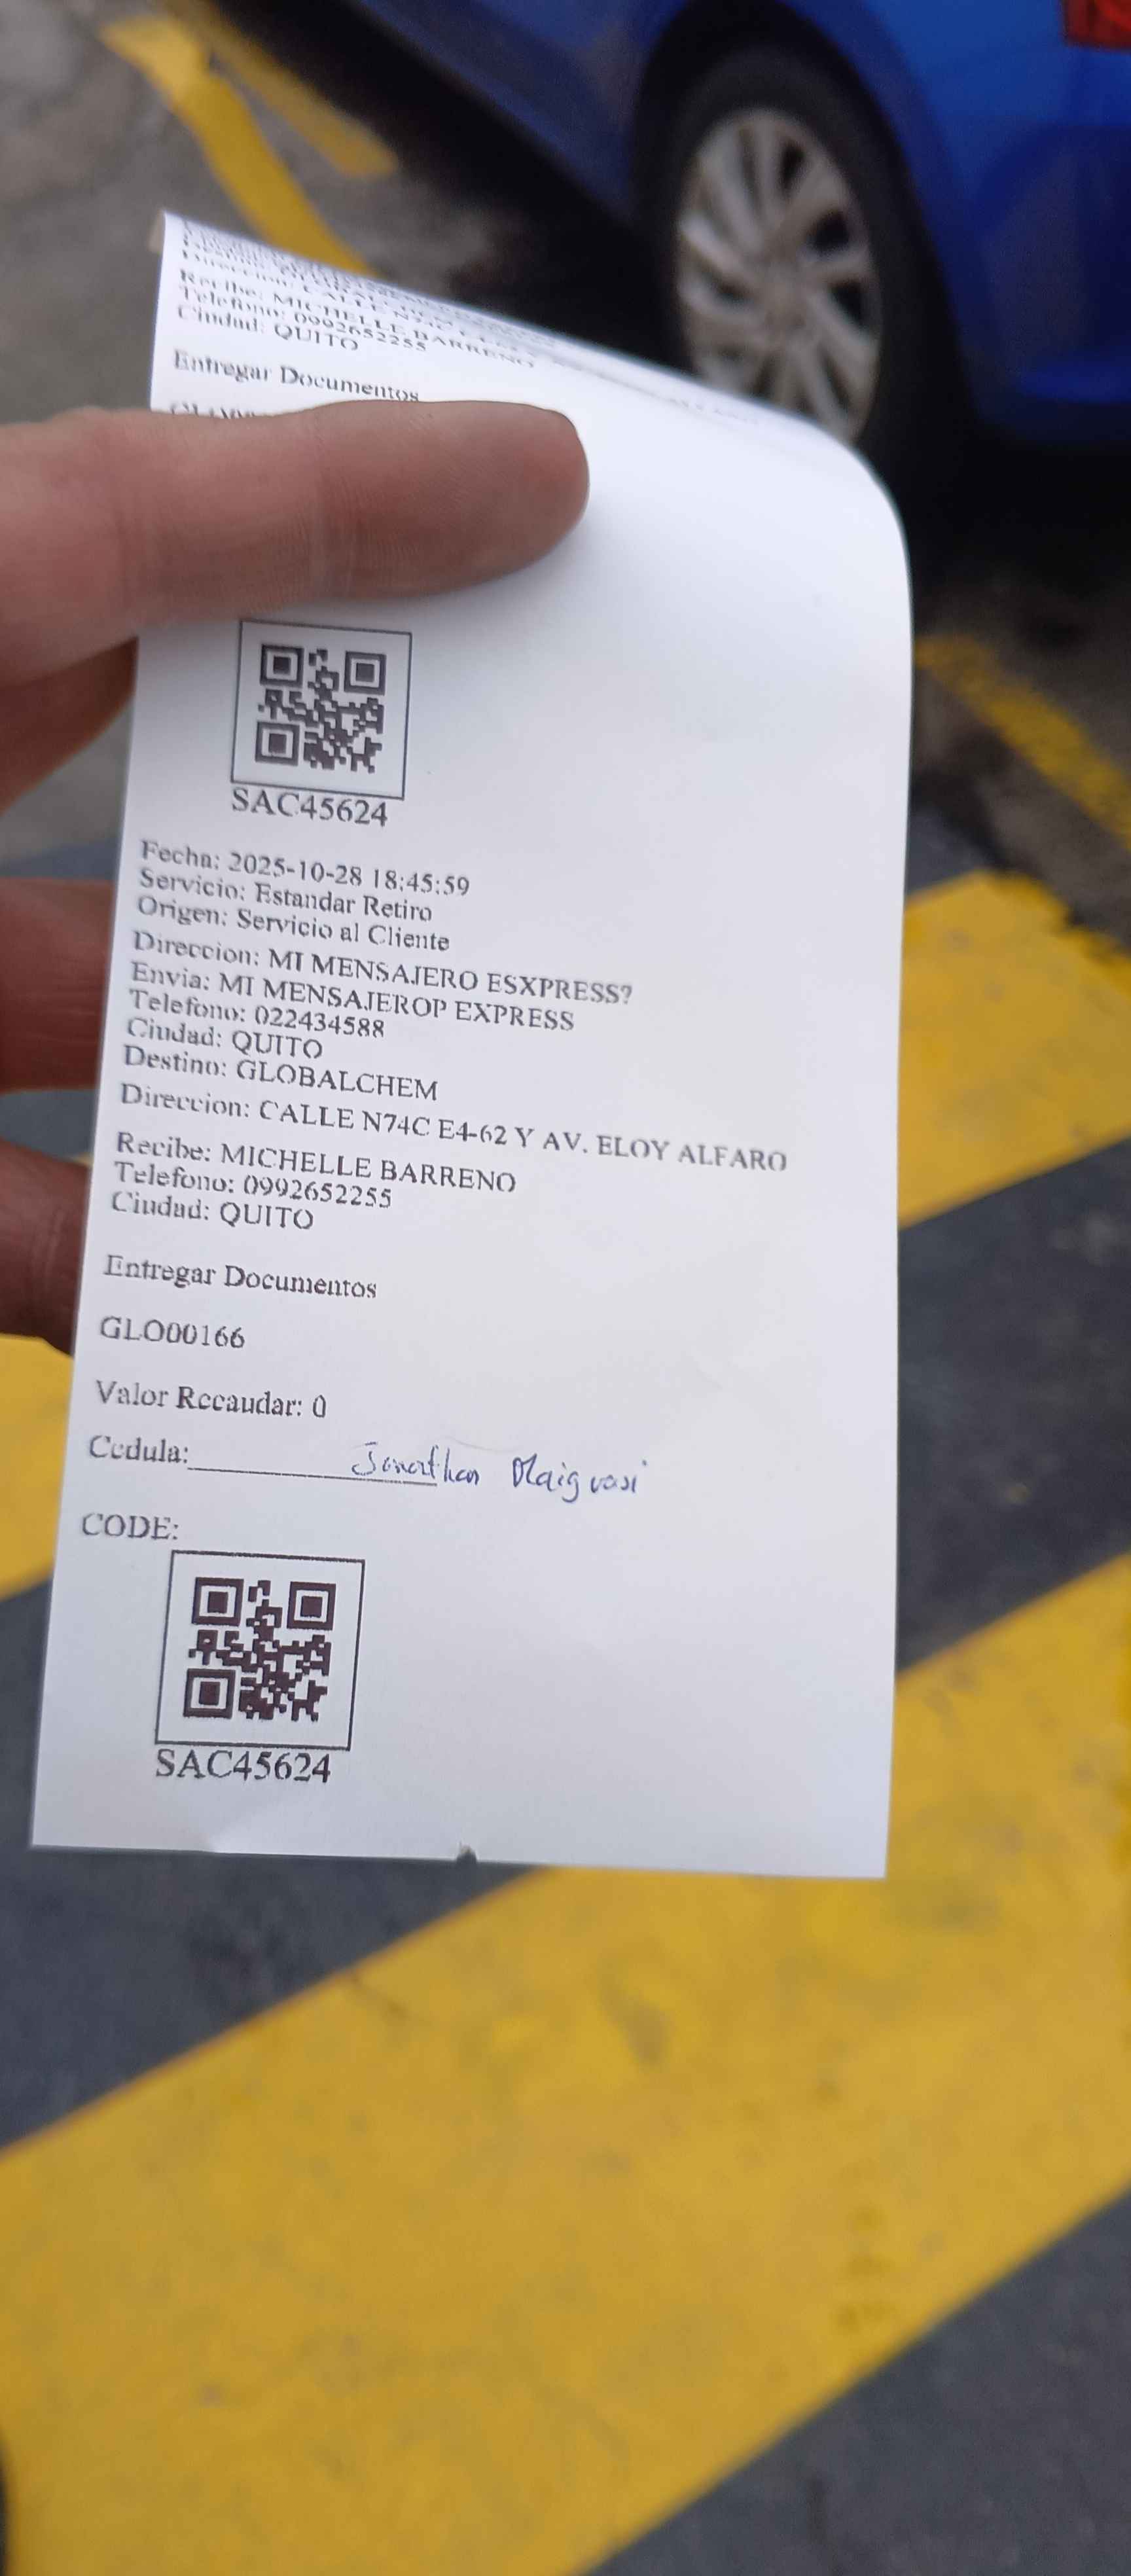 Recibe: MICHELLE BARRENO
Telefono: 0992652255
Ciudad: QUITO
Entregar Documentos
SAC45624
Fecha: 2025-10-28 18:45:59
Servicio: Estandar Retiro
Origen: Servicio al Cliente
Direccion: MI MENSAJERO ESXPRESS?
Envia: MI MENSAJEROP EXPRESS
Telefono: 022434588
Ciudad: QUITO
Destino: GLOBALCHEM
Direccion: CALLE N74C E4-62 Y AV. ELOY ALFARO
Recibe: MICHELLE BARRENO
Telefono: 0992652255
Ciudad: QUITO
Entregar Documentos
GLO00166
Valor Recaudar: 0
Cedula: Jonathan
CODE:
SAC45624